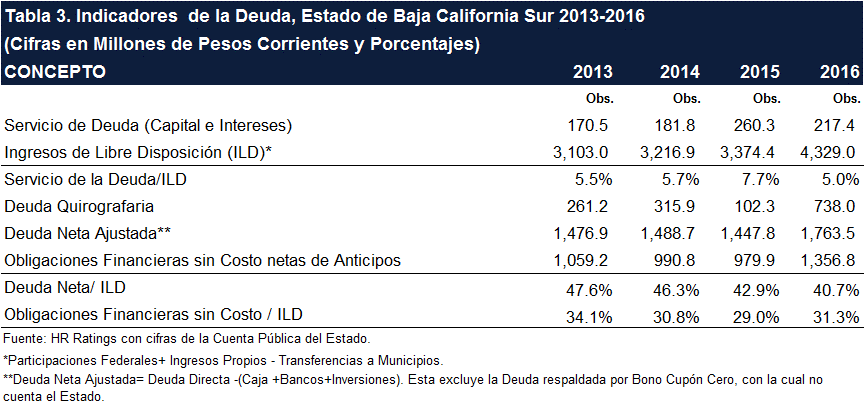 Tabla 3. Indicadores de la Deuda, Estado de Baja California Sur 2013-2016
(Cifras en Millones de Pesos Corrientes y Porcentajes)
CONCEPTO 2013 2014 2015 2016
Obs. Obs. Obs. Obs.
Servicio de Deuda (Capital e Intereses) 170.5 181.8 260.3 217.4
Ingresos de Libre Disposición (ILD)* 3,103.0 3,216.9 3,374.4 4,329.0
Servicio de la Deuda/ILD 5.5% 5.7% 7.7% 5.0%
Deuda Quirografaria 261.2 315.9 102.3 738.0
Deuda Neta Ajustada** 1,476.9 1,488.7 1,447.8 1,763.5
Obligaciones Financieras sin Costo netas de Anticipos 1,059.2 990.8 979.9 1,356.8
Deuda Neta/ ILD 47.6% 46.3% 42.9% 40.7%
Obligaciones Financieras sin Costo / ILD 34.1% 30.8% 29.0% 31.3%
Fuente: HR Ratings con cifras de la Cuenta Pública del Estado.
*Participaciones Federales+ Ingresos Propios - Transferencias a Municipios.
**Deuda Neta Ajustada= Deuda Directa -(Caja +Bancos+Inversiones). Esta excluye la Deuda respaldada por Bono Cupón Cero, con la cual no
cuenta el Estado.